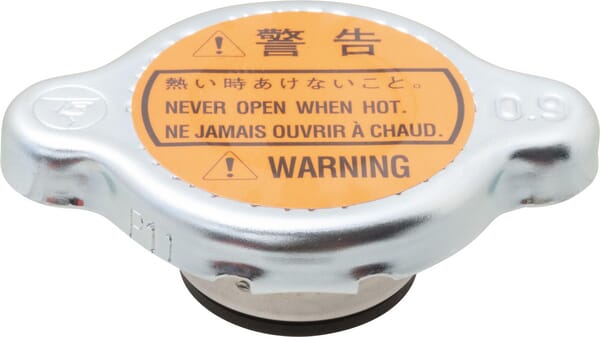 警告
熱い時あけないこと。
NEVER OPEN WHEN HOT.
NE JAMAIS OUVRIR À CHAUD.
WARNING
0.9
P11